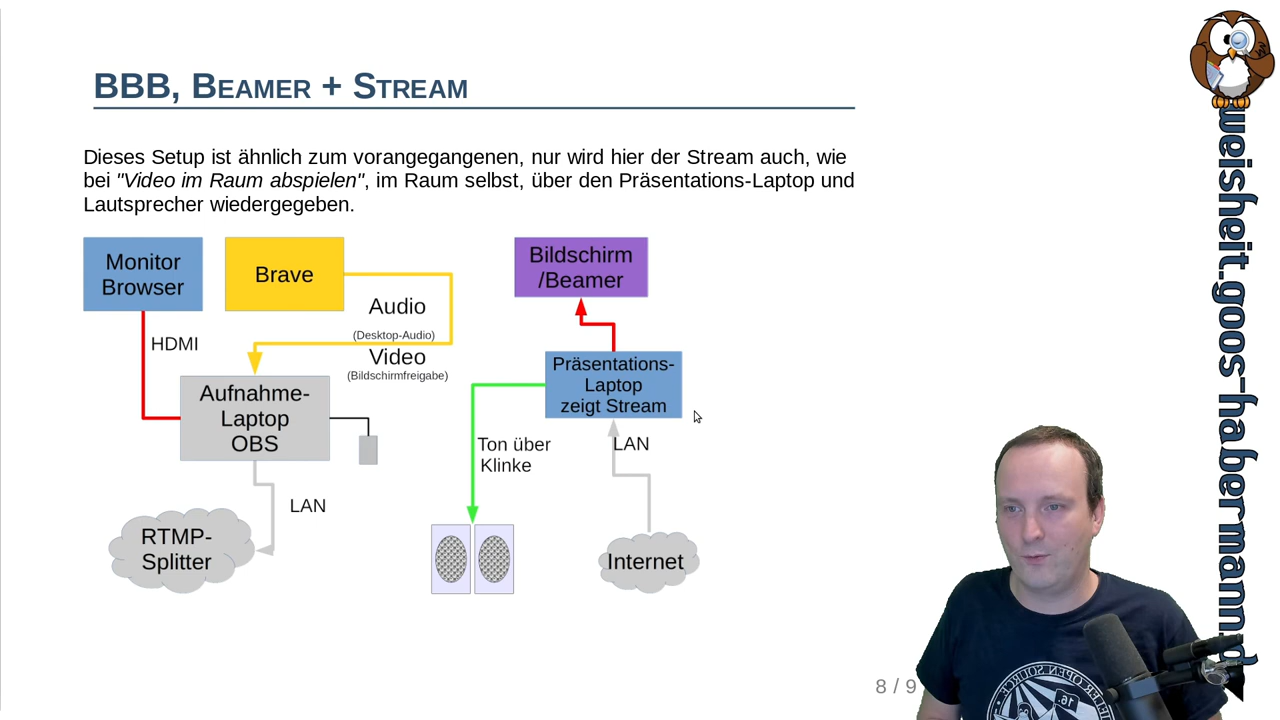 BBB, BEAMER + STREAM
Dieses Setup ist ähnlich zum vorangegangenen, nur wird hier der Stream auch, wie
bei "Video im Raum abspielen", im Raum selbst, über den Präsentations-Laptop und
Lautsprecher wiedergegeben.
Monitor
Browser
Brave
Bildschirm
/Beamer
HDMI
Audio
(Desktop-Audio)
Video
(Bildschirmfreigabe)
Aufnahme-
Laptop
OBS
Präsentations-
Laptop
zeigt Stream
Ton über
Klinke
LAN
LAN
RTMP-
Splitter
Internet
8 / 9
weisheit.goos-habermann.d
OPEN SOURCE
16.